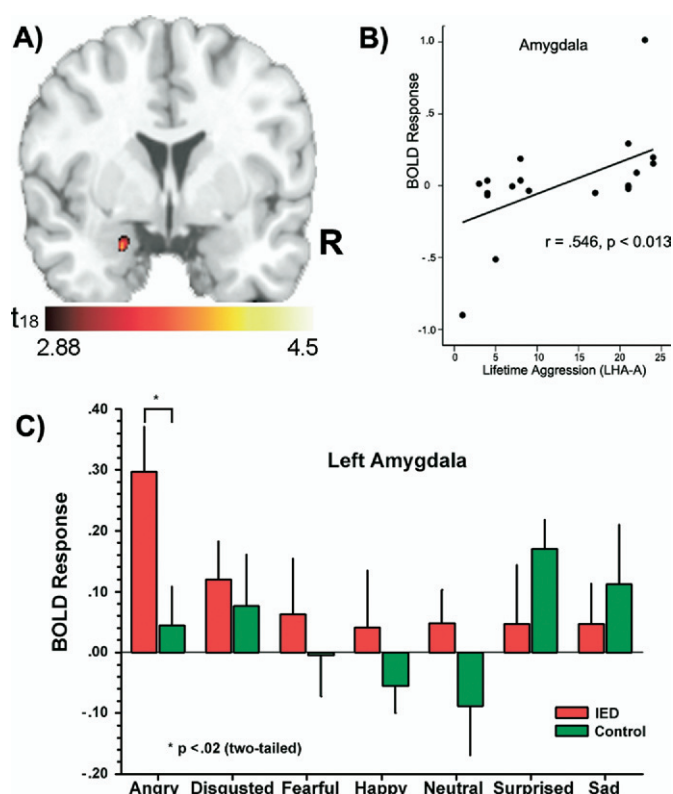 A)
R
t18
2.88 4.5
B)
Amygdala
BOLD Response
1.0
.5
0
-.5
-1.0
r = .546, p < 0.013
0 5 10 15 20 25
Lifetime Aggression (LHA-A)
C)
Left Amygdala
*
BOLD Response
.40
.30
.20
.10
.00
-.10
-.20
IED
Control
* p <.02 (two-tailed)
Angry Disgusted Fearful Happy Neutral Surprised Sad